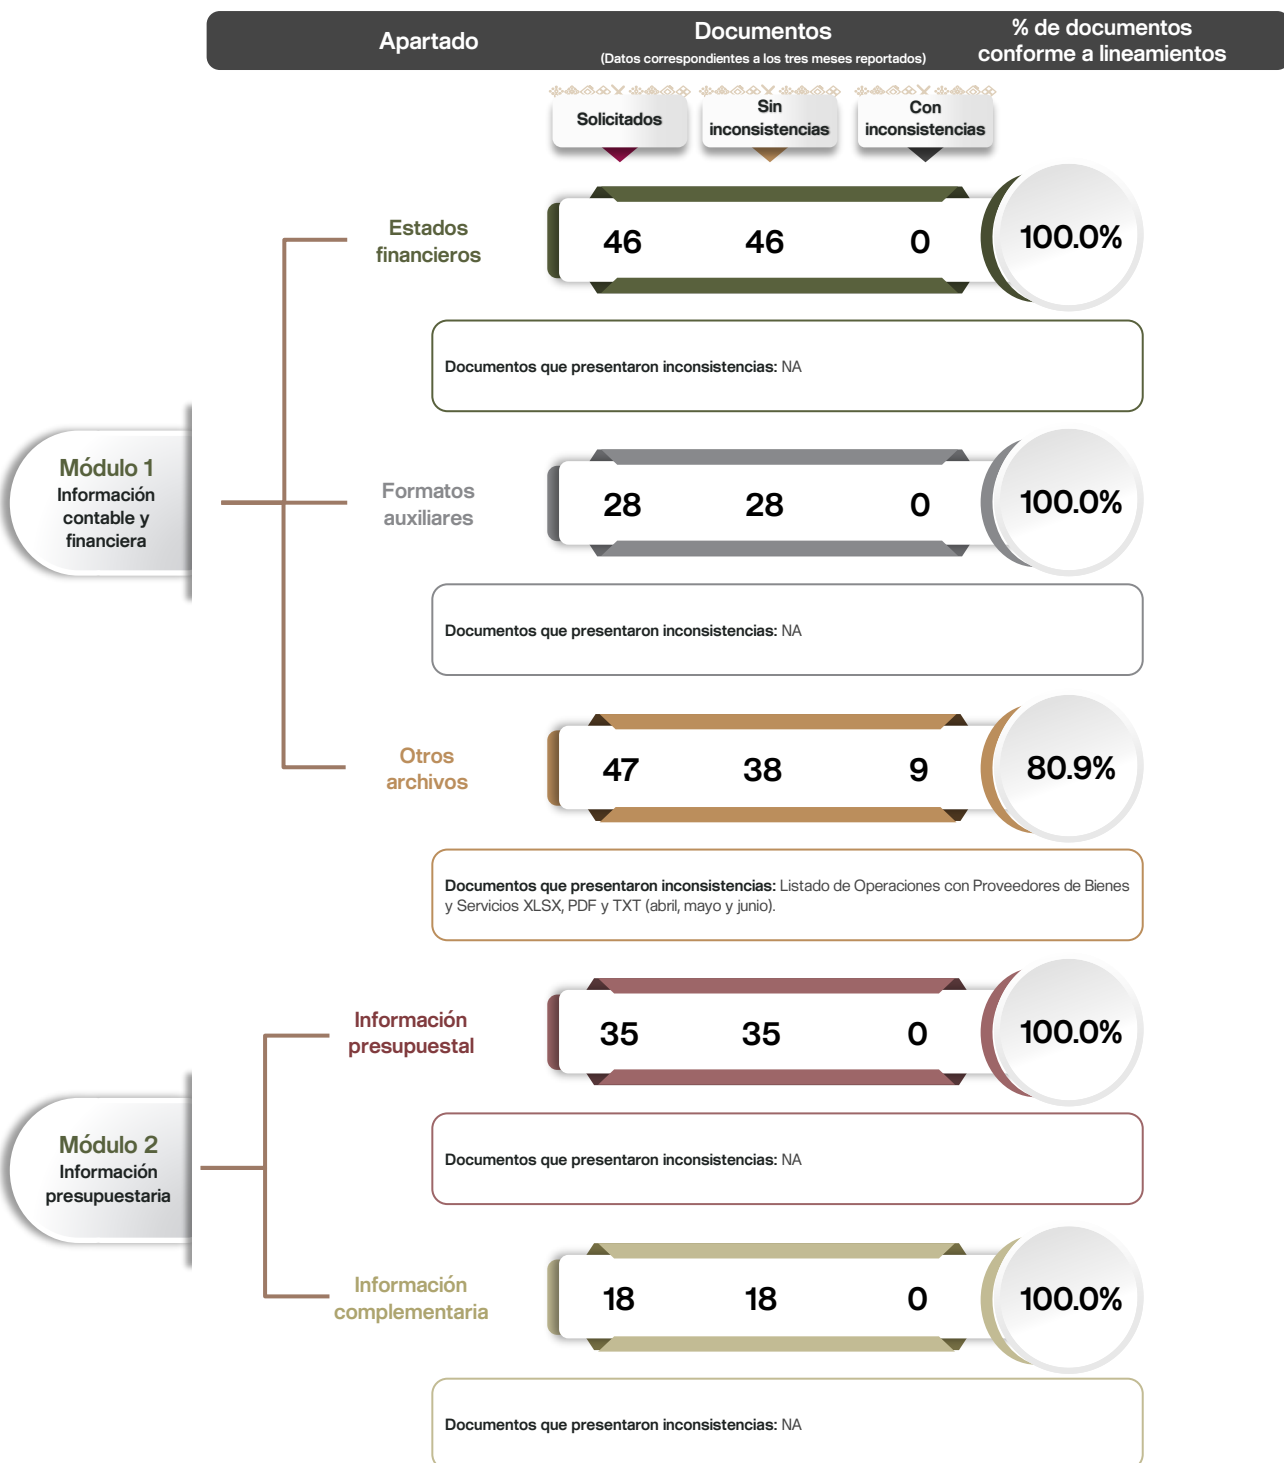 Apartado
Documentos
(Datos correspondientes a los tres meses reportados)
% de documentos
conforme a lineamientos
Solicitados
Sin
inconsistencias
Con
inconsistencias
Módulo 1
Información
contable y
financiera
Estados
financieros
46 46 0 100.0%
Documentos que presentaron inconsistencias: NA
Formatos
auxiliares
28 28 0 100.0%
Documentos que presentaron inconsistencias: NA
Otros
archivos
47 38 9 80.9%
Documentos que presentaron inconsistencias: Listado de Operaciones con Proveedores de Bienes
y Servicios XLSX, PDF y TXT (abril, mayo y junio).
Módulo 2
Información
presupuestaria
Información
presupuestal
35 35 0 100.0%
Documentos que presentaron inconsistencias: NA
Información
complementaria
18 18 0 100.0%
Documentos que presentaron inconsistencias: NA